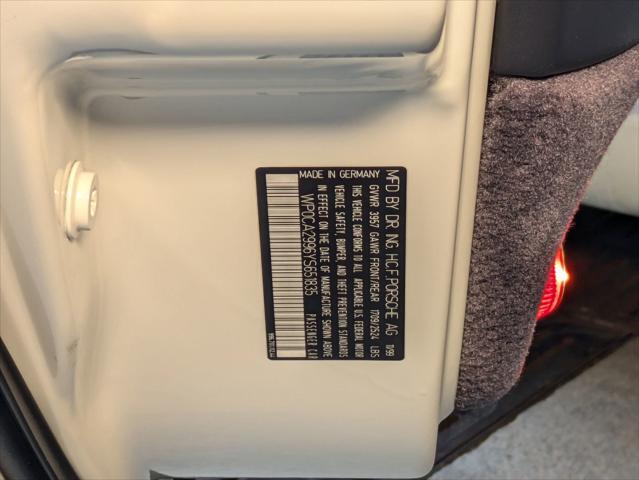 MFD BY DR. ING. H.C.F. PORSCHE AG 11/99
GVWR 3957 GAWR FRONT/REAR 1709/2524 LBS
THIS VEHICLE CONFORMS TO ALL APPLICABLE U.S. FEDERAL MOTOR
VEHICLE SAFETY, BUMPER, AND THEFT PREVENTION STANDARDS
IN EFFECT ON THE DATE OF MANUFACTURE SHOWN ABOVE
WP0CA2996YS651835 PASSENGER CAR
MADE IN GERMANY